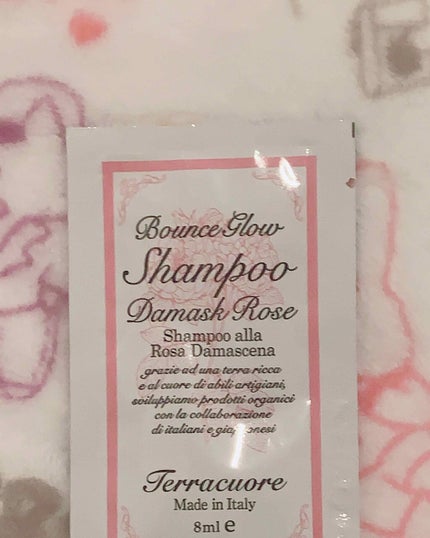 Bounce Glow
Shampoo
Damask Rose
Shampoo alla
Rosa Damascena
grazie ad una terra ricca
e al cuore di abili artigiani,
sviluppiamo prodotti organici
con la collaborazione
di italiani e giapponesi
Terracuore
Made in Italy
8ml e